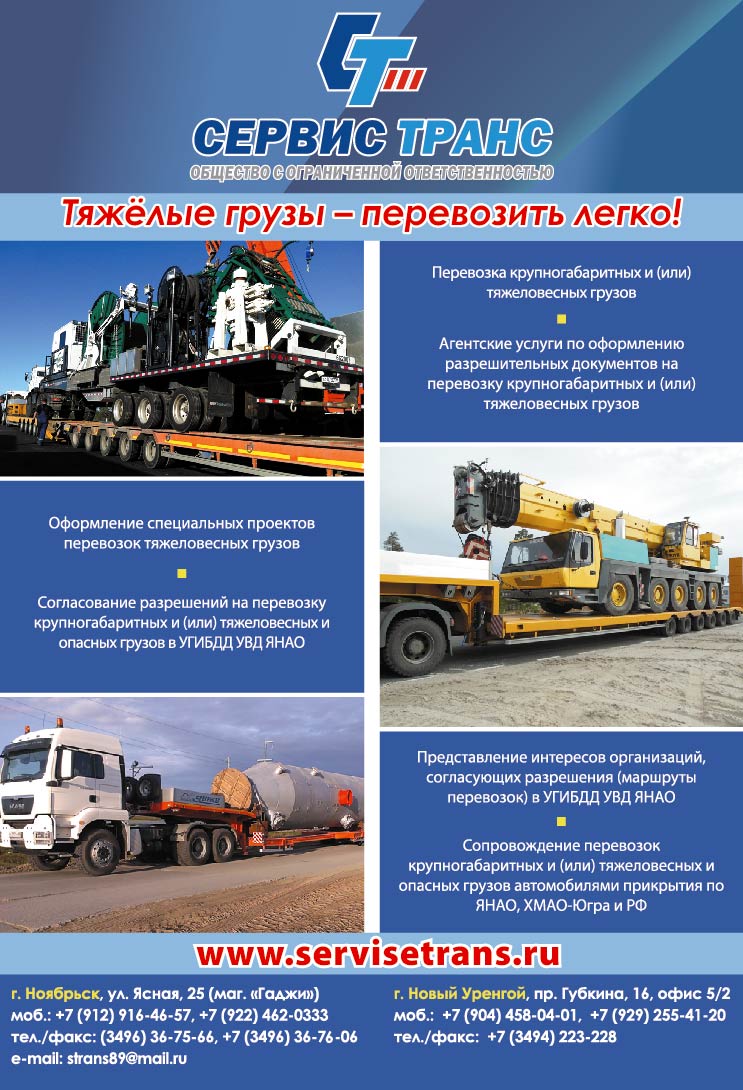 СТ
СЕРВИС ТРАНС
ОБЩЕСТВО С ОГРАНИЧЕННОЙ ОТВЕТСТВЕННОСТЬЮ
Тяжёлые грузы – перевозить легко!
Перевозка крупногабаритных и (или)
тяжеловесных грузов
Агентские услуги по оформлению
разрешительных документов на
перевозку крупногабаритных и (или)
тяжеловесных грузов
Оформление специальных проектов
перевозок тяжеловесных грузов
Согласование разрешений на перевозку
крупногабаритных и (или) тяжеловесных и
опасных грузов в УГИБДД УВД ЯНАО
Представление интересов организаций,
согласующих разрешения (маршруты
перевозок) в УГИБДД УВД ЯНАО
Сопровождение перевозок
крупногабаритных и (или) тяжеловесных и
опасных грузов автомобилями прикрытия по
ЯНАО, ХМАО-Югра и РФ
www.servisetrans.ru
г. Ноябрьск, ул. Ясная, 25 (маг. «Гаджи»)
моб.: +7 (912) 916-46-57, +7 (922) 462-0333
тел./факс: (3496) 36-75-66, +7 (3496) 36-76-06
e-mail: strans89@mail.ru
г. Новый Уренгой, пр. Губкина, 16, офис 5/2
моб.: +7 (904) 458-04-01, +7 (929) 255-41-20
тел./факс: +7 (3494) 223-228